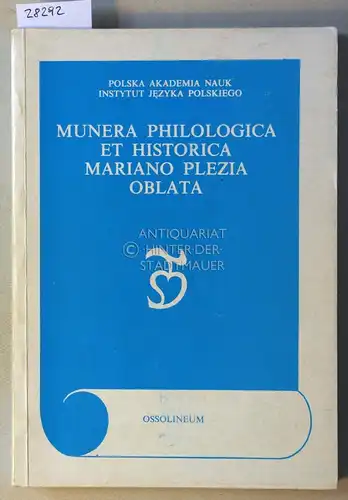 28292
POLSKA AKADEMIA NAUK
INSTYTUT JĘZYKA POLSKIEGO
MUNERA PHILOLOGICA
ET HISTORICA
MARIANO PLEZIA
OBLATA
ANTIQUARIAT
©·HINTER·DER·
STADTMAUER
OSSOLINEUM